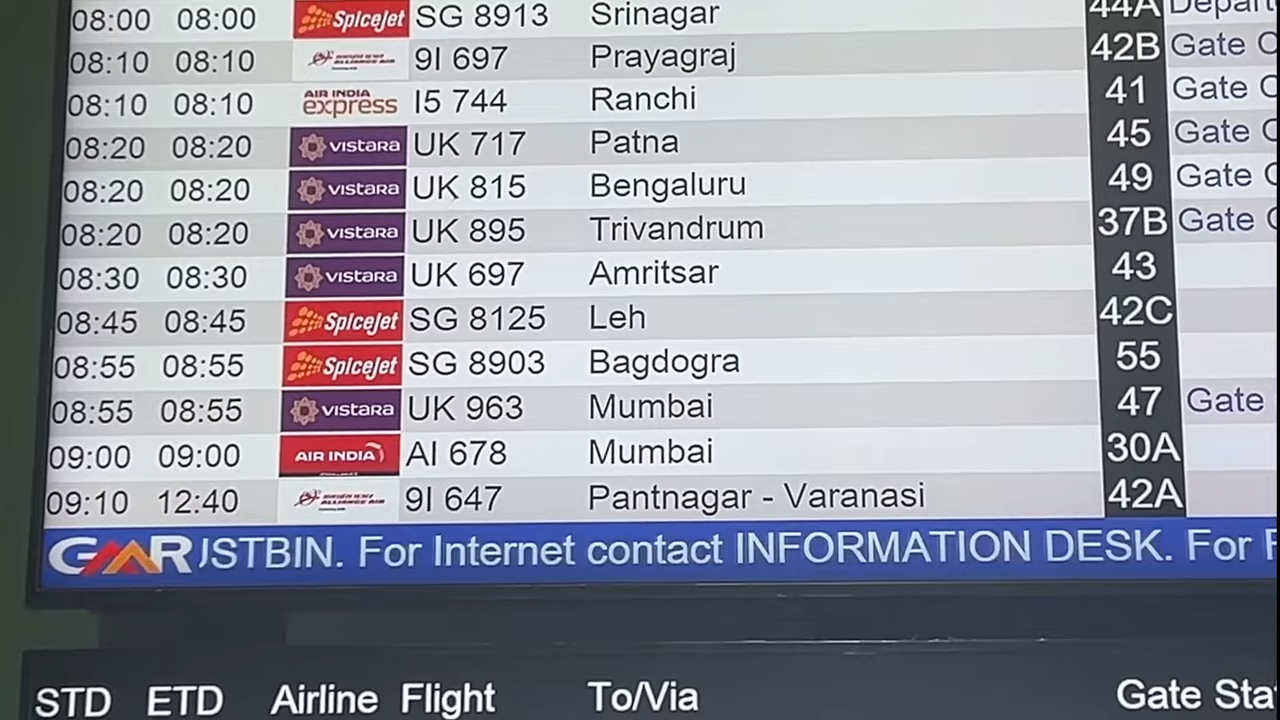 08:00 08:00 SpiceJet SG 8913 Srinagar 44A Depart
08:10 08:10 ALLIANCE AIR 9I 697 Prayagraj 42B Gate C
08:10 08:10 AIR INDIA express I5 744 Ranchi 41 Gate C
08:20 08:20 VISTARA UK 717 Patna 45 Gate C
08:20 08:20 VISTARA UK 815 Bengaluru 49 Gate C
08:20 08:20 VISTARA UK 895 Trivandrum 37B Gate C
08:30 08:30 VISTARA UK 697 Amritsar 43
08:45 08:45 SpiceJet SG 8125 Leh 42C
08:55 08:55 SpiceJet SG 8903 Bagdogra 55
08:55 08:55 VISTARA UK 963 Mumbai 47 Gate
09:00 09:00 AIR INDIA AI 678 Mumbai 30A
09:10 12:40 ALLIANCE AIR 9I 647 Pantnagar - Varanasi 42A
GMR JSTBIN. For Internet contact INFORMATION DESK. For
STD ETD Airline Flight To/Via Gate Sta